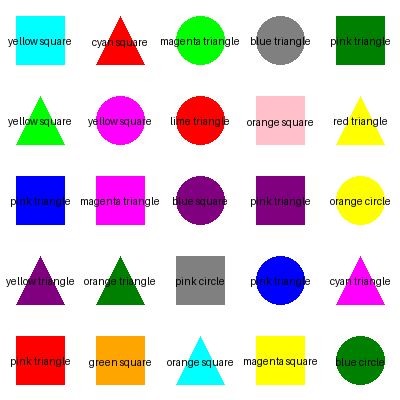 yellow square
cyan square
magenta triangle
blue triangle
pink triangle
yellow square
yellow square
lime triangle
orange square
red triangle
pink triangle
magenta triangle
blue square
pink triangle
orange circle
yellow triangle
orange triangle
pink circle
pink triangle
cyan triangle
pink triangle
green square
orange square
magenta square
blue circle